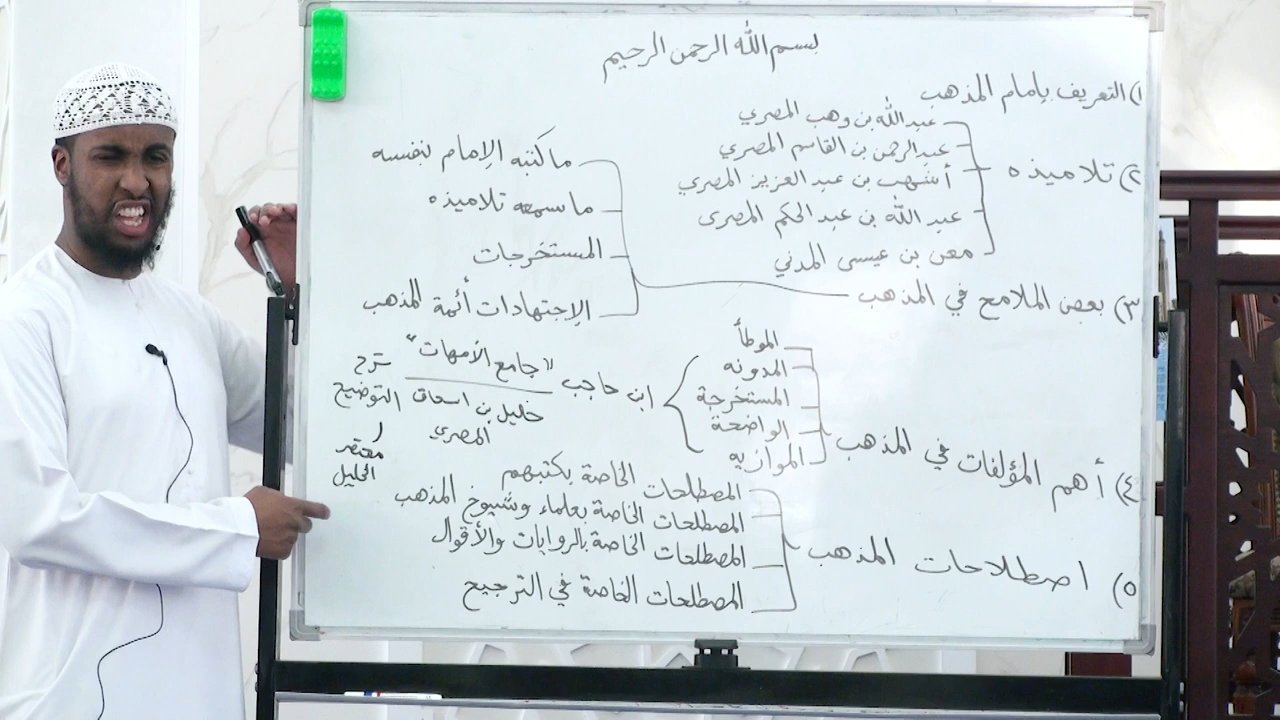 بسم الله الرحمن الرحيم
١) التعريف بإمام المذهب
٢) تلاميذه
عبد الله بن وهب المصري
عبد الرحمن بن القاسم المصري
أشهب بن عبد العزيز المصري
عبد الله بن عبد الحكم المصري
معن بن عيسى المدني
٣) بعض الملامح في المذهب
ما كتبه الإمام بنفسه
ما سمعه تلاميذه
المستخرجات
الإجتهادات أئمة المذهب
٤) أهم المؤلفات في المذهب
الموطأ
المدونه
المستخرجة
الواضحة
الموازيه
ابن حاجب "جامع الأمهات"
خليل بن اسحاق المصري
شرح
التوضيح
مختصر
الخليل
٥) اصطلاحات المذهب
المصطلحات الخاصة بكتبهم
المصطلحات الخاصة بعلماء وشيوخ المذهب
المصطلحات الخاصة بالروايات والأقوال
المصطلحات الخاصة في الترجيح